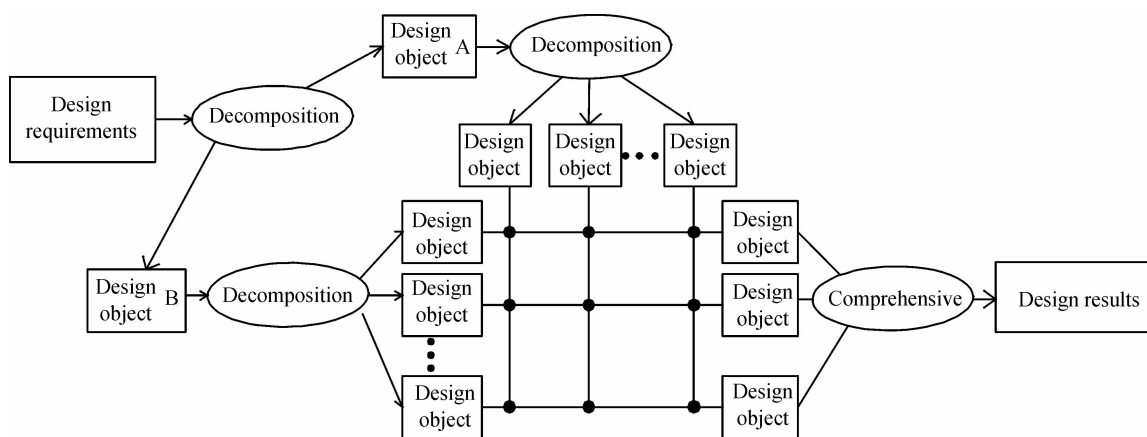 Design
object A
Decomposition
Design
requirements
Decomposition
Design
object
Design
object
Design
object
Design
object
Design
object
Design
object B
Decomposition
Design
object
Design
object
Comprehensive
Design results
Design
object
Design
object